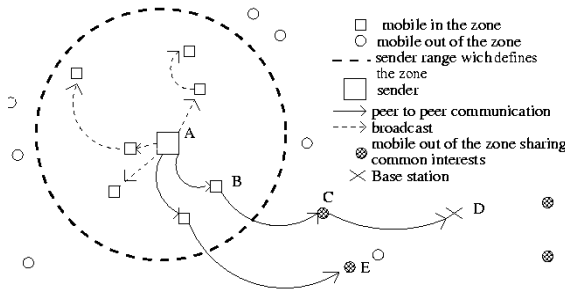 mobile in the zone
mobile out of the zone
sender range wich defines
the zone
sender
peer to peer communication
broadcast
mobile out of the zone sharing
common interests
Base station
A
B
C
D
E